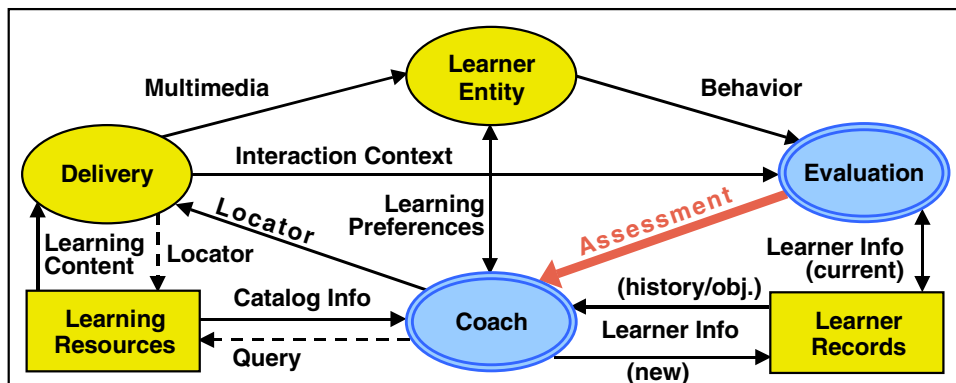 Learner
Entity
Multimedia
Behavior
Interaction Context
Delivery
Evaluation
Locator
Learning
Preferences
Assessment
Learning
Content
Locator
Learner Info
(current)
Catalog Info
(history/obj.)
Learning
Resources
Coach
Learner Info
Learner
Records
Query
(new)